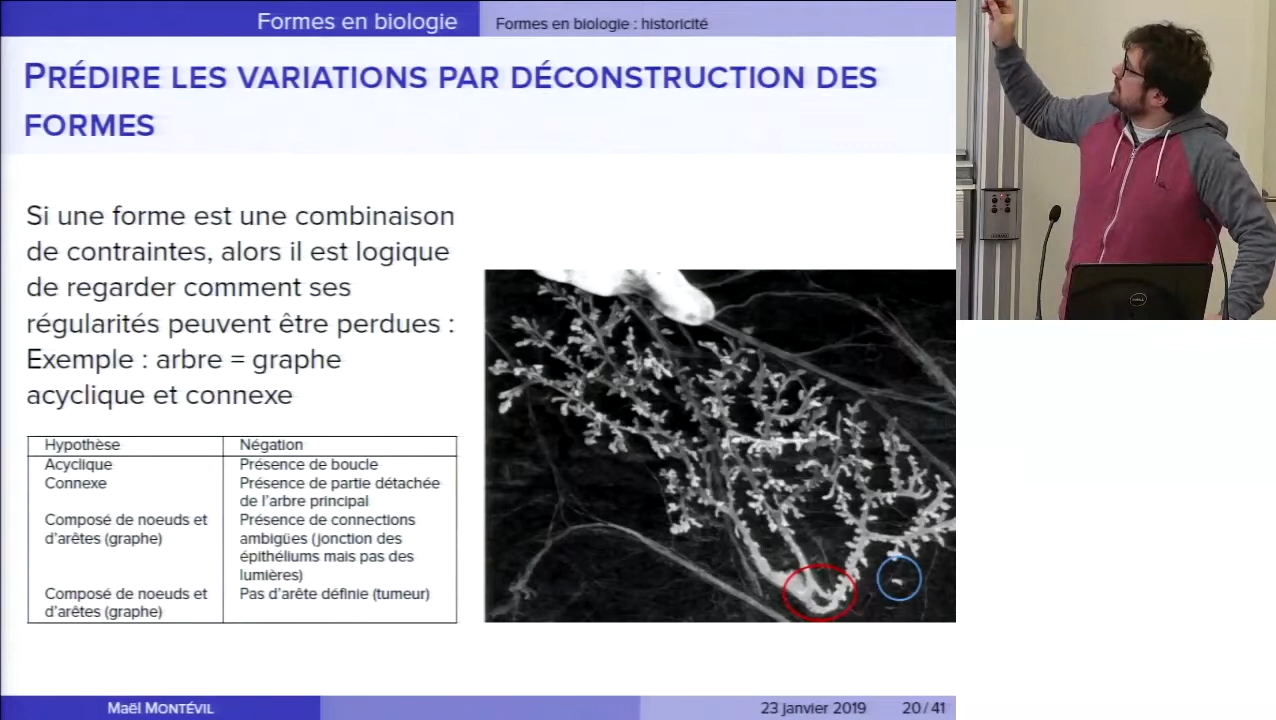 Formes en biologie
Formes en biologie : historicité
PRÉDIRE LES VARIATIONS PAR DÉCONSTRUCTION DES
FORMES
Si une forme est une combinaison
de contraintes, alors il est logique
de regarder comment ses
régularités peuvent être perdues :
Exemple : arbre = graphe
acyclique et connexe
Hypothèse
Négation
Acyclique
Présence de boucle
Connexe
Présence de partie détachée
de l'arbre principal
Composé de noeuds et
d'arêtes (graphe)
Présence de connections
ambigües (jonction des
épithéliums mais pas des
lumières)
Composé de noeuds et
d'arêtes (graphe)
Pas d'arête définie (tumeur)
Maël MONTÉVIL
23 janvier 2019
20 / 41
DELL